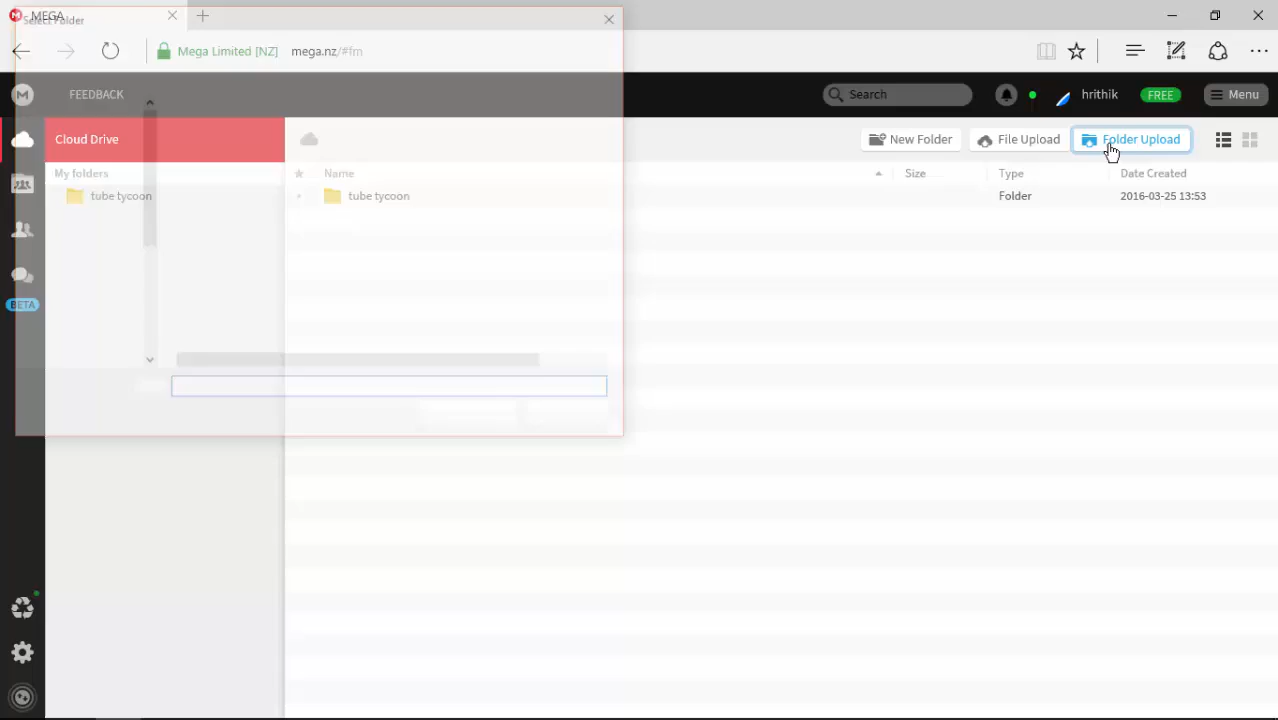 MEGA
Select Folder
Mega Limited [NZ] mega.nz/#fm
FEEDBACK
Search
hrithik
FREE
Menu
Cloud Drive
New Folder
File Upload
Folder Upload
My folders
Name
Size
Type
Date Created
tube tycoon
tube tycoon
Folder
2016-03-25 13:53
BETA